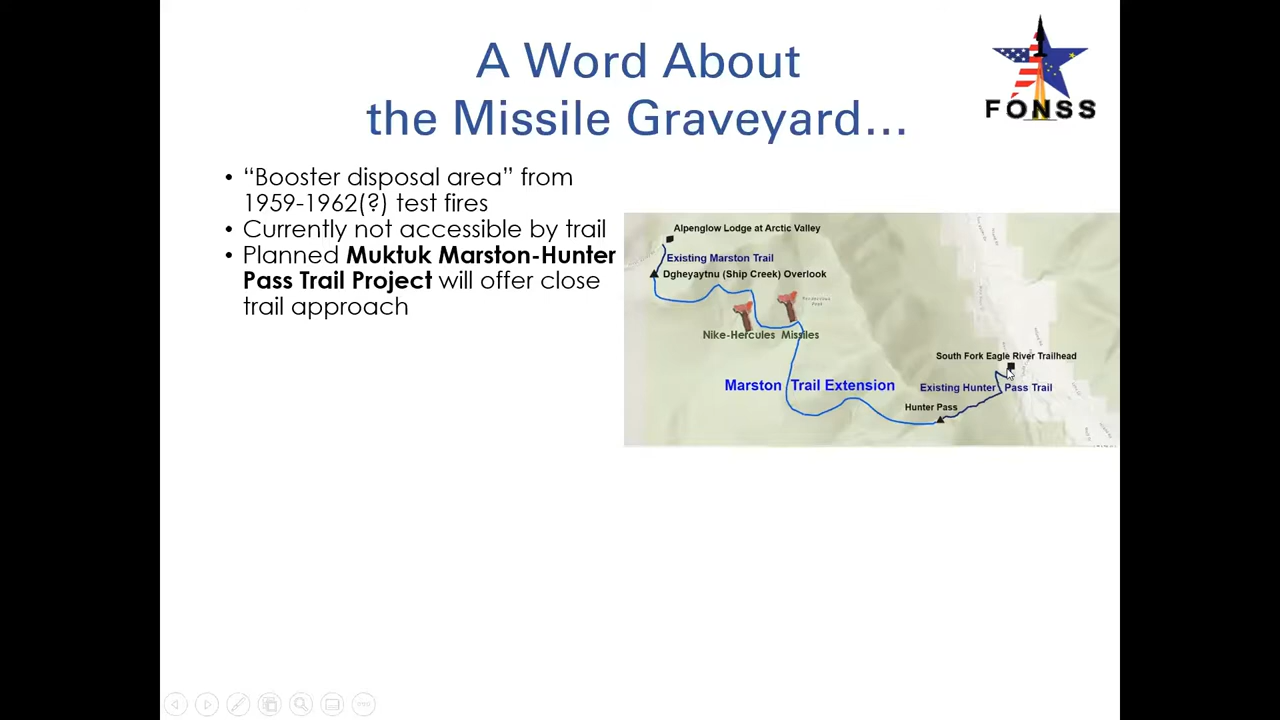 A Word About
the Missile Graveyard...
FONSS
• “Booster disposal area” from
1959-1962(?) test fires
• Currently not accessible by trail
• Planned Muktuk Marston-Hunter
Pass Trail Project will offer close
trail approach
Alpenglow Lodge at Arctic Valley
Existing Marston Trail
Dgheyaytnu (Ship Creek) Overlook
Nike-Hercules Missiles
South Fork Eagle River Trailhead
Marston Trail Extension
Existing Hunter Pass Trail
Hunter Pass